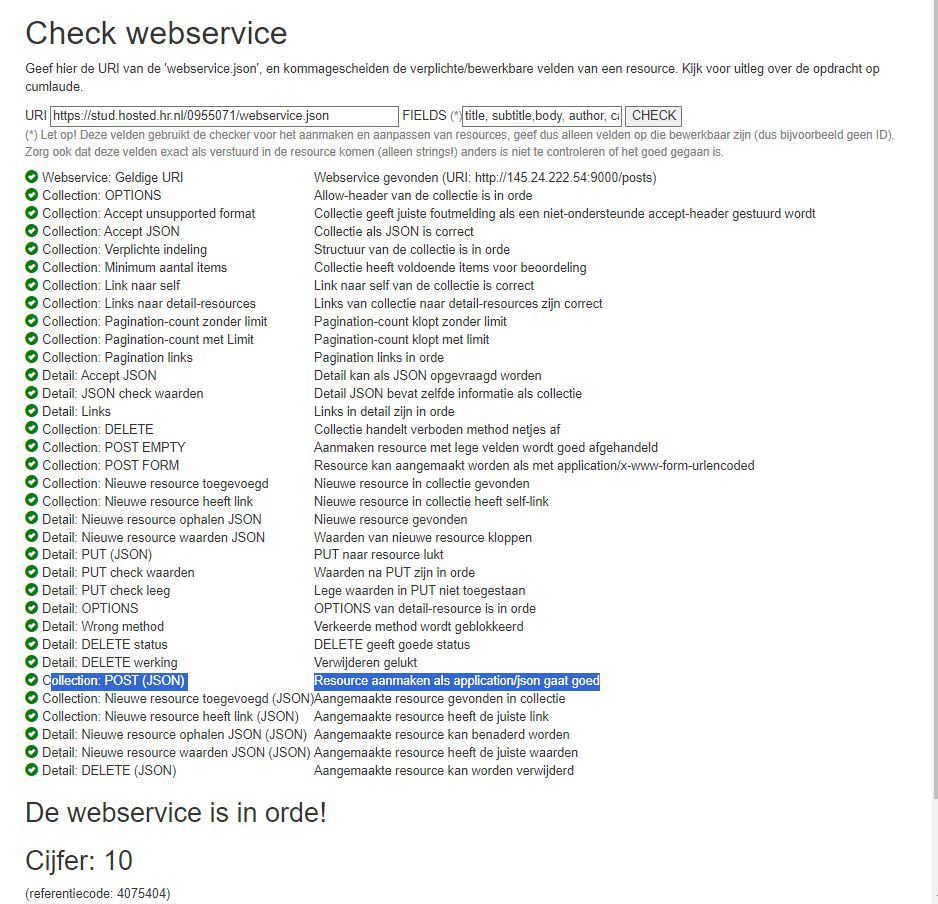 Check webservice
Geef hier de URI van de 'webservice.json', en kommagescheiden de verplichte/bewerkbare velden van een resource. Kijk voor uitleg over de opdracht op
cumlaude.
URI https://stud.hosted.hr.nl/0955071/webservice.json FIELDS (*) title, subtitle,body, author, ca CHECK
(*) Let op! Deze velden gebruikt de checker voor het aanmaken en aanpassen van resources, geef dus alleen velden op die bewerkbaar zijn (dus bijvoorbeeld geen ID).
Zorg ook dat deze velden exact als verstuurd in de resource komen (alleen strings!) anders is niet te controleren of het goed gegaan is.
Webservice: Geldige URI Webservice gevonden (URI: http://145.24.222.54:9000/posts)
Collection: OPTIONS Allow-header van de collectie is in orde
Collection: Accept unsupported format Collectie geeft juiste foutmelding als een niet-ondersteunde accept-header gestuurd wordt
Collection: Accept JSON Collectie als JSON is correct
Collection: Verplichte indeling Structuur van de collectie is in orde
Collection: Minimum aantal items Collectie heeft voldoende items voor beoordeling
Collection: Link naar self Link naar self van de collectie is correct
Collection: Links naar detail-resources Links van collectie naar detail-resources zijn correct
Collection: Pagination-count zonder limit Pagination-count klopt zonder limit
Collection: Pagination-count met Limit Pagination-count klopt met limit
Collection: Pagination links Pagination links in orde
Detail: Accept JSON Detail kan als JSON opgevraagd worden
Detail: JSON check waarden Detail JSON bevat zelfde informatie als collectie
Detail: Links Links in detail zijn in orde
Collection: DELETE Collectie handelt verboden method netjes af
Collection: POST EMPTY Aanmaken resource met lege velden wordt goed afgehandeld
Collection: POST FORM Resource kan aangemaakt worden als met application/x-www-form-urlencoded
Collection: Nieuwe resource toegevoegd Nieuwe resource in collectie gevonden
Collection: Nieuwe resource heeft link Nieuwe resource in collectie heeft self-link
Detail: Nieuwe resource ophalen JSON Nieuwe resource gevonden
Detail: Nieuwe resource waarden JSON Waarden van nieuwe resource kloppen
Detail: PUT (JSON) PUT naar resource lukt
Detail: PUT check waarden Waarden na PUT zijn in orde
Detail: PUT check leeg Lege waarden in PUT niet toegestaan
Detail: OPTIONS OPTIONS van detail-resource is in orde
Detail: Wrong method Verkeerde method wordt geblokkeerd
Detail: DELETE status DELETE geeft goede status
Detail: DELETE werking Verwijderen gelukt
Collection: POST (JSON) Resource aanmaken als application/json gaat goed
Collection: Nieuwe resource toegevoegd (JSON) Aangemaakte resource gevonden in collectie
Collection: Nieuwe resource heeft link (JSON) Aangemaakte resource heeft de juiste link
Detail: Nieuwe resource ophalen JSON (JSON) Aangemaakte resource kan benaderd worden
Detail: Nieuwe resource waarden JSON (JSON) Aangemaakte resource heeft de juiste waarden
Detail: DELETE (JSON) Aangemaakte resource kan worden verwijderd
De webservice is in orde!
Cijfer: 10
(referentiecode: 4075404)